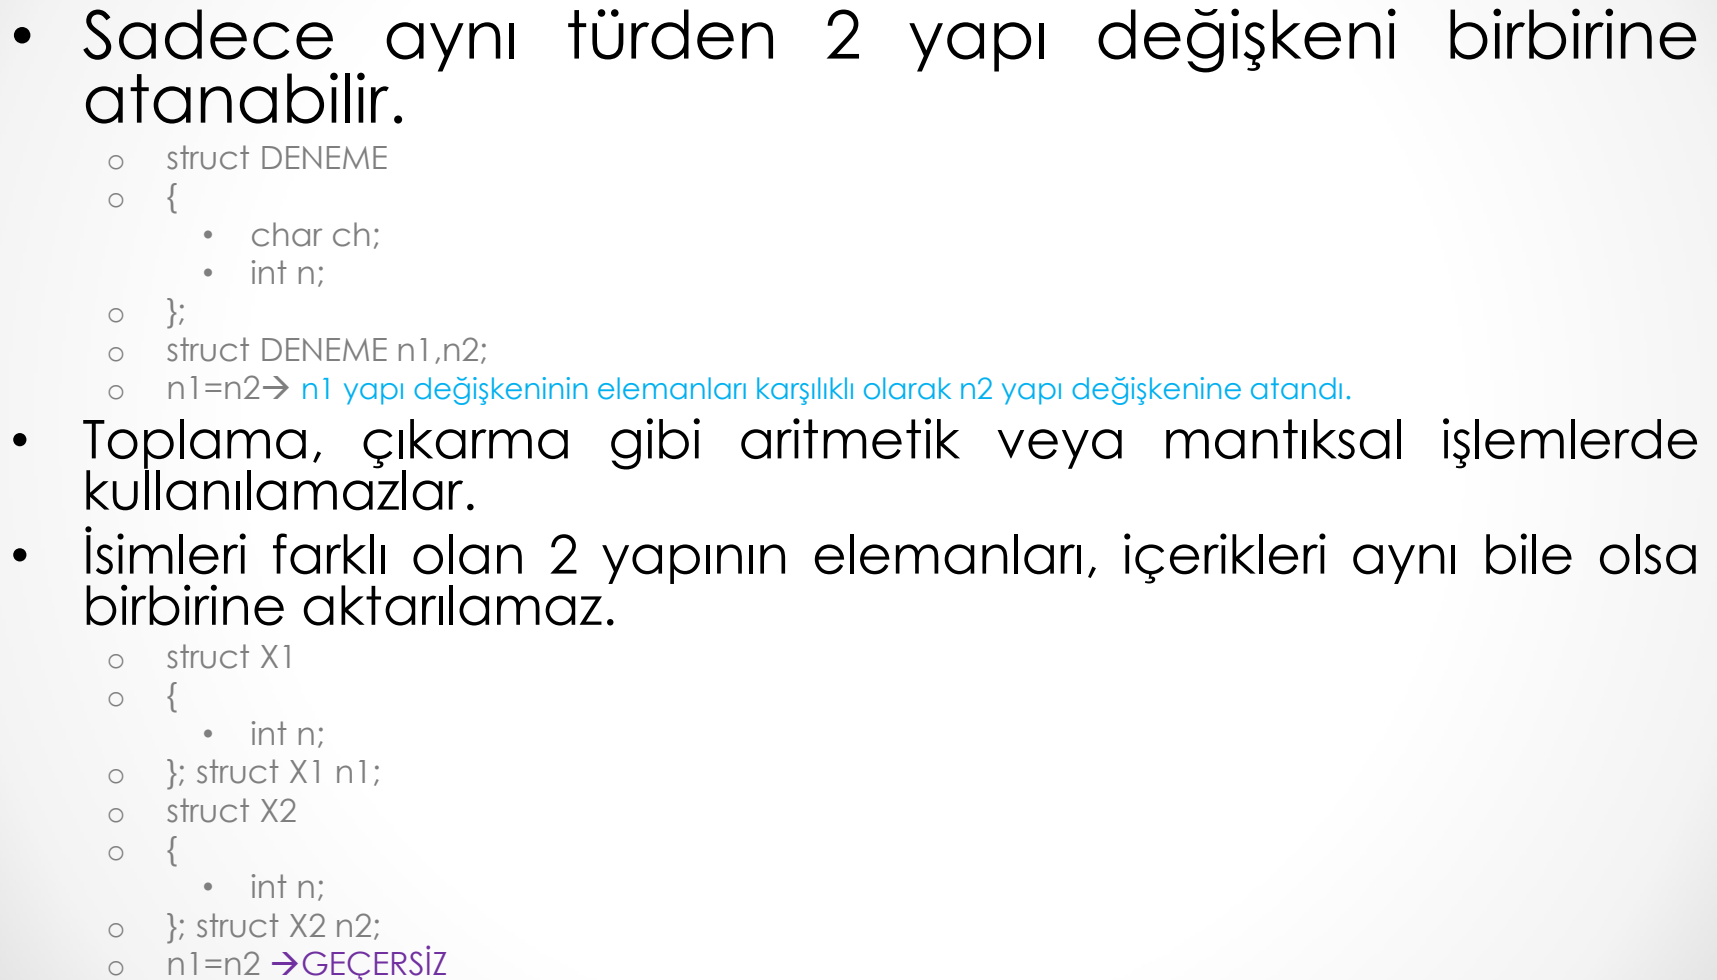 • Sadece aynı türden 2 yapı değişkeni birbirine
atanabilir.
o struct DENEME
o {
• char ch;
• int n;
o };
o struct DENEME n1,n2;
o n1=n2→ n1 yapı değişkeninin elemanları karşılıklı olarak n2 yapı değişkenine atandı.
• Toplama, çıkarma gibi aritmetik veya mantıksal işlemlerde
kullanılamazlar.
• İsimleri farklı olan 2 yapının elemanları, içerikleri aynı bile olsa
birbirine aktarılamaz.
o struct X1
o {
• int n;
o }; struct X1 n1;
o struct X2
o {
• int n;
o }; struct X2 n2;
o n1=n2 →GEÇERSİZ